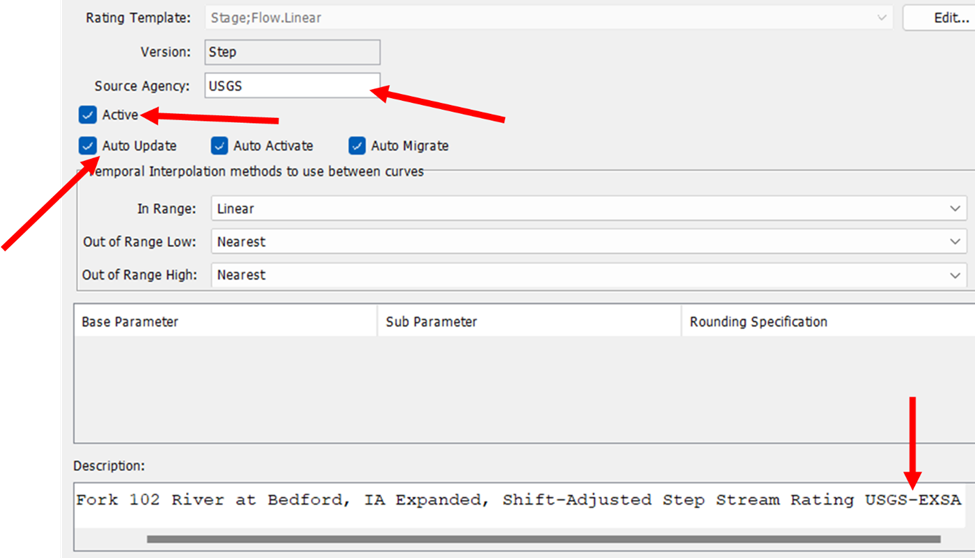 Rating Template: Stage;Flow.Linear Edit...
Version: Step
Source Agency: USGS
Active
Auto Update Auto Activate Auto Migrate
Temporal Interpolation methods to use between curves
In Range: Linear
Out of Range Low: Nearest
Out of Range High: Nearest
Base Parameter Sub Parameter Rounding Specification
Description:
Fork 102 River at Bedford, IA Expanded, Shift-Adjusted Step Stream Rating USGS-EXSA